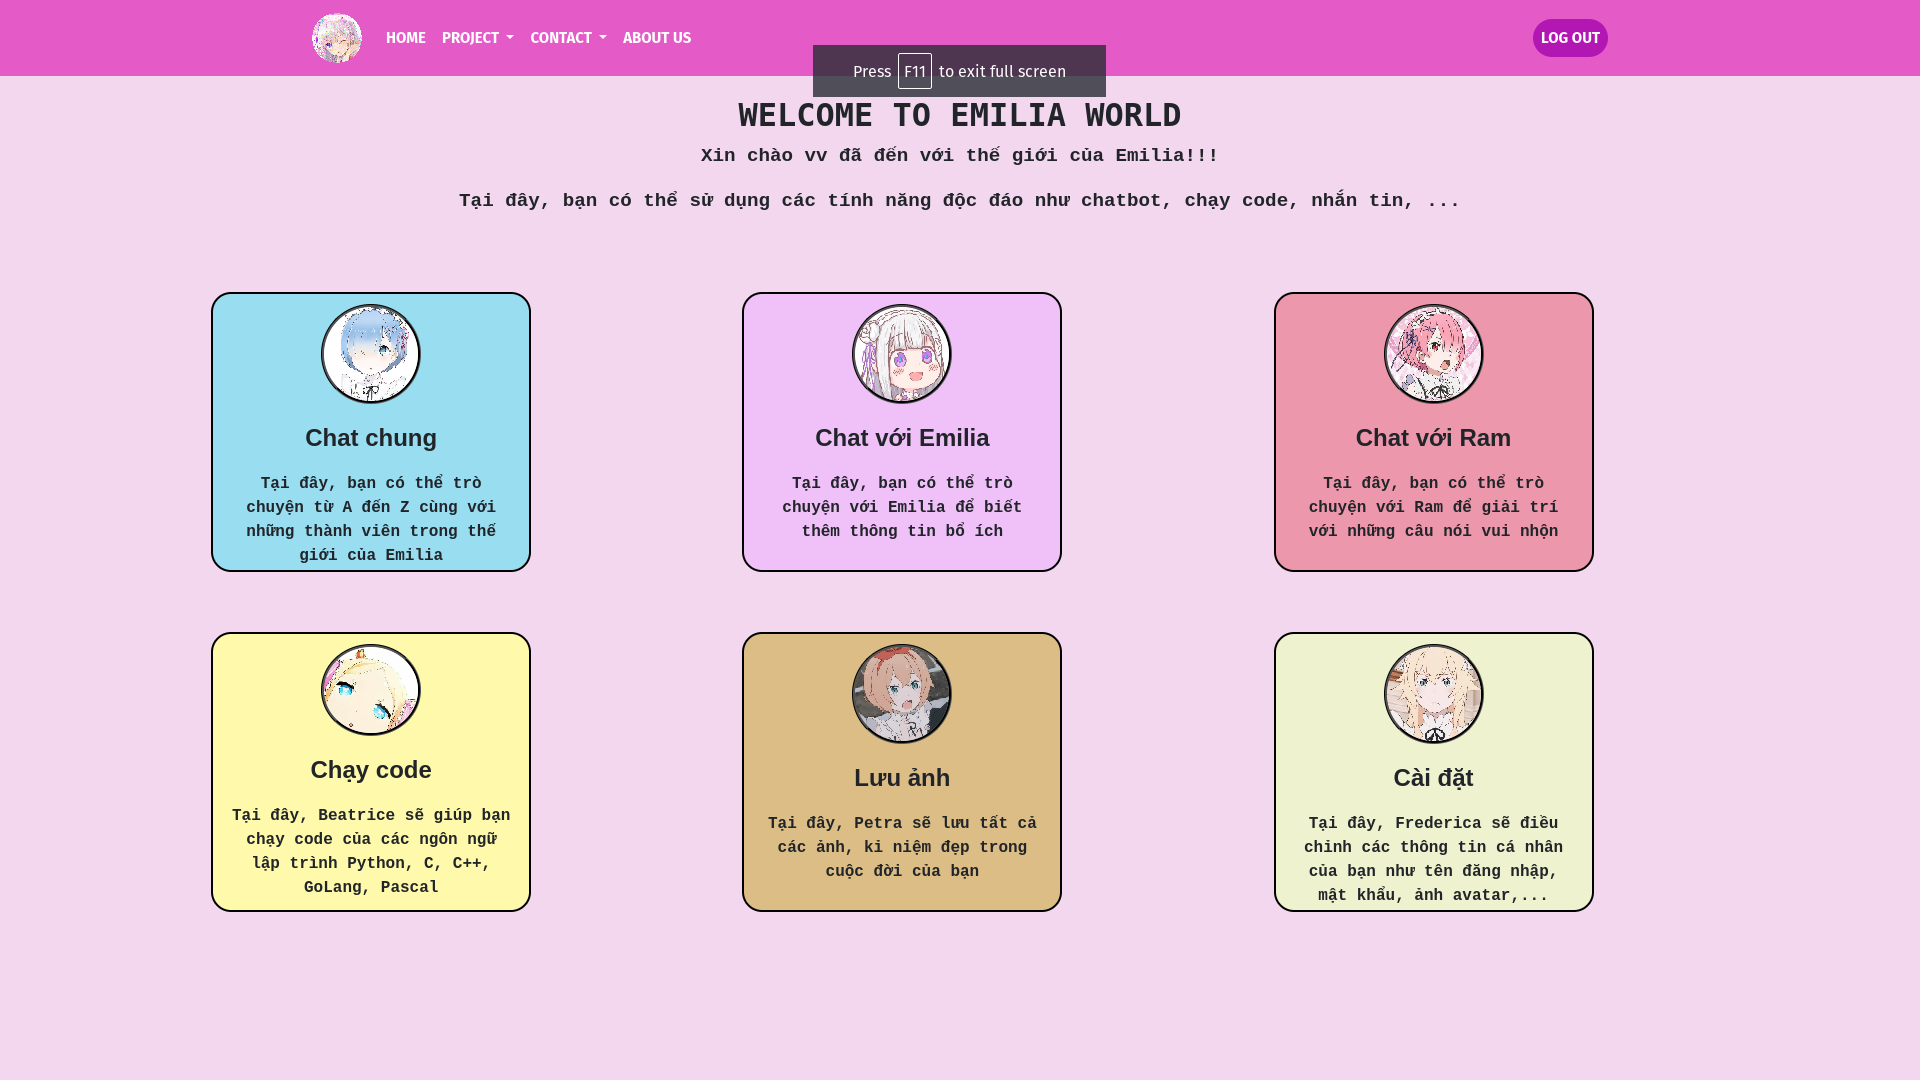 HOME PROJECT CONTACT ABOUT US LOG OUT
Press F11 to exit full screen
WELCOME TO EMILIA WORLD
Xin chào vv đã đến với thế giới của Emilia!!!
Tại đây, bạn có thể sử dụng các tính năng độc đáo như chatbot, chạy code, nhắn tin, ...
Chat chung
Tại đây, bạn có thể trò
chuyện từ A đến Z cùng với
những thành viên trong thế
giới của Emilia
Chat với Emilia
Tại đây, bạn có thể trò
chuyện với Emilia để biết
thêm thông tin bổ ích
Chat với Ram
Tại đây, bạn có thể trò
chuyện với Ram để giải trí
với những câu nói vui nhộn
Chạy code
Tại đây, Beatrice sẽ giúp bạn
chạy code của các ngôn ngữ
lập trình Python, C, C++,
GoLang, Pascal
Lưu ảnh
Tại đây, Petra sẽ lưu tất cả
các ảnh, kỉ niệm đẹp trong
cuộc đời của bạn
Cài đặt
Tại đây, Frederica sẽ điều
chỉnh các thông tin cá nhân
của bạn như tên đăng nhập,
mật khẩu, ảnh avatar,...